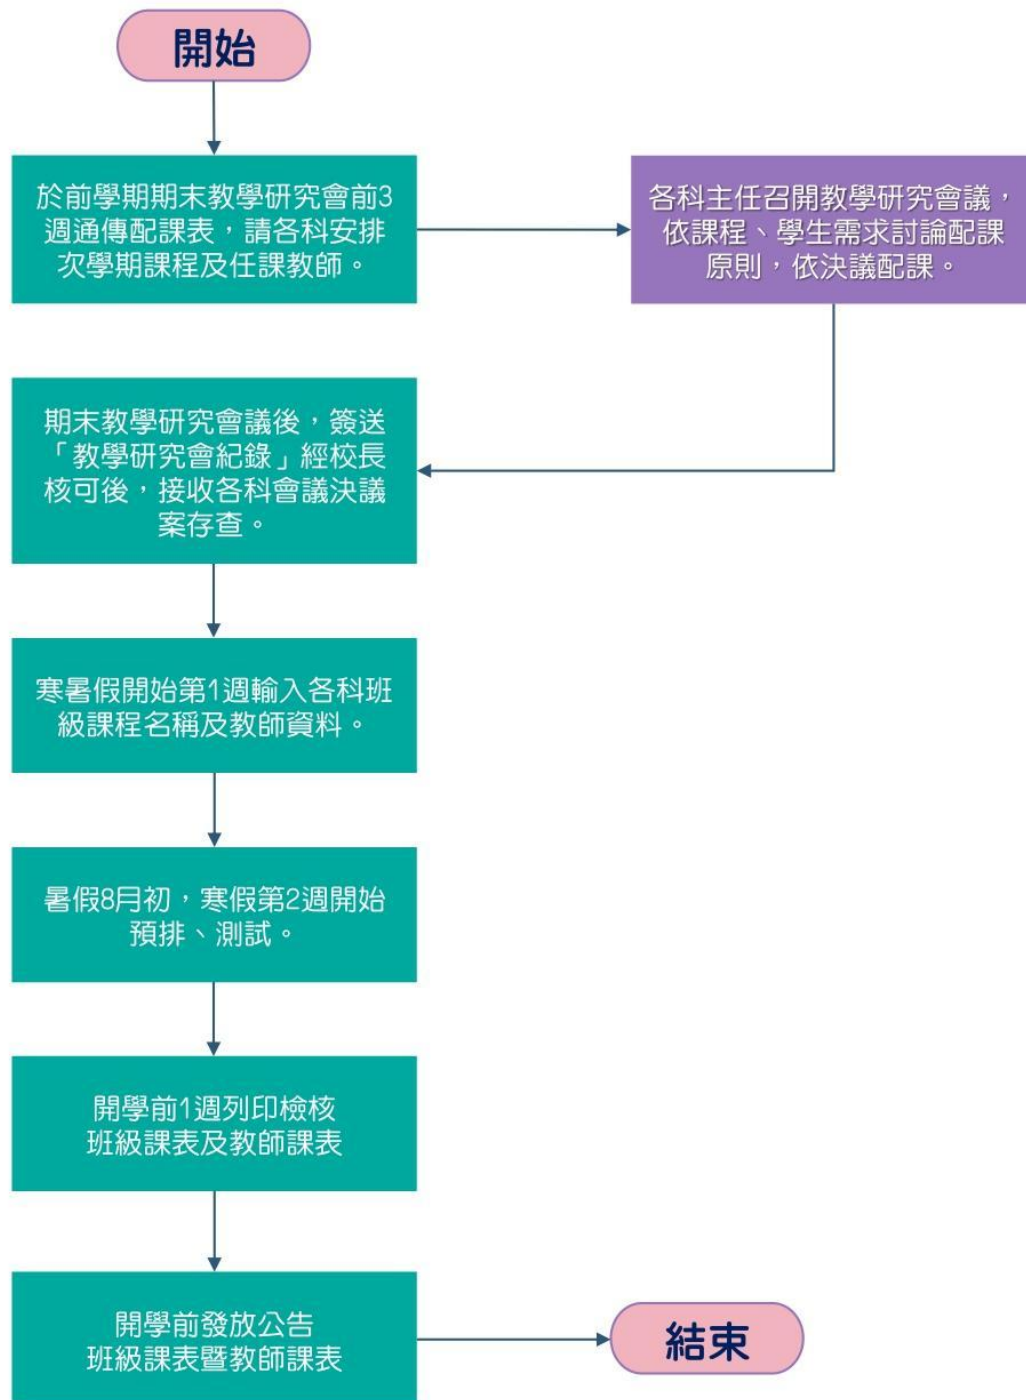 開始
於前學期期末教學研究會前3
週通傳配課表，請各科安排
次學期課程及任課教師。
各科主任召開教學研究會議，
依課程、學生需求討論配課
原則，依決議配課。
期末教學研究會議後，簽送
「教學研究會紀錄」經校長
核可後，接收各科會議決議
案存查。
寒暑假開始第1週輸入各科班
級課程名稱及教師資料。
暑假8月初，寒假第2週開始
預排、測試。
開學前1週列印檢核
班級課表及教師課表
開學前發放公告
班級課表暨教師課表
結束